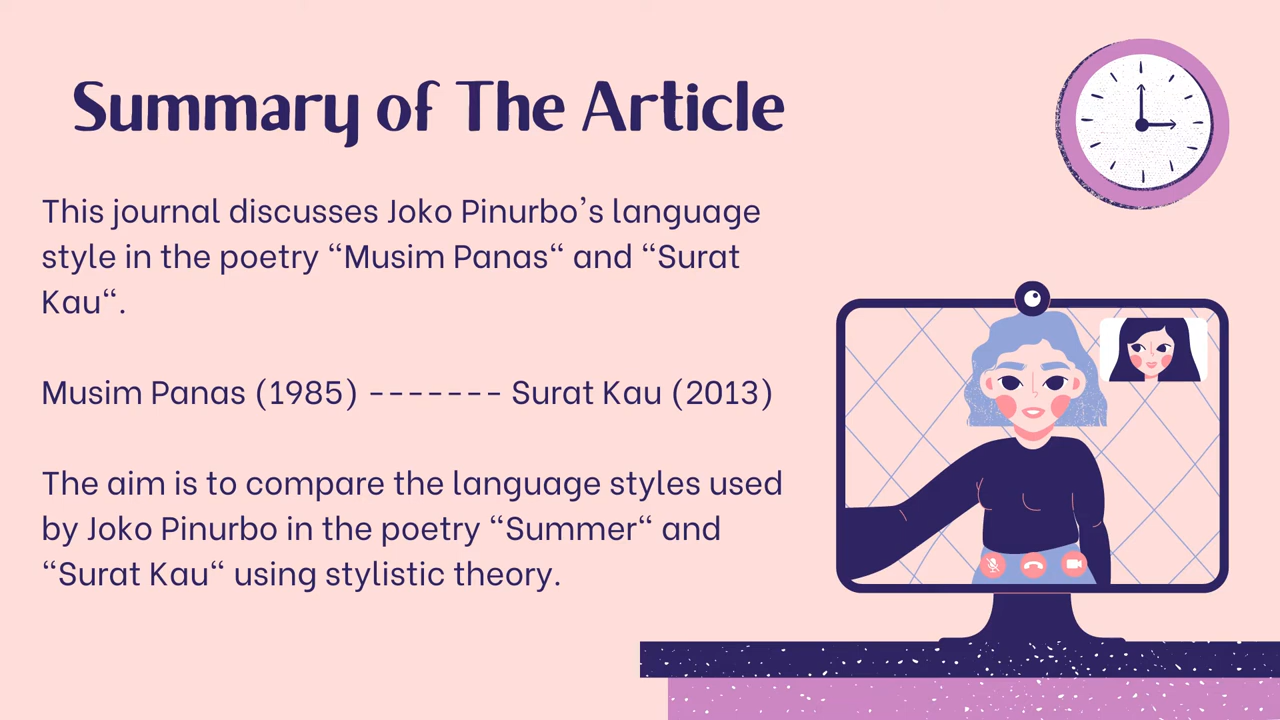 Summary of The Article
This journal discusses Joko Pinurbo's language
style in the poetry “Musim Panas“ and “Surat
Kau“.
Musim Panas (1985) ------- Surat Kau (2013)
The aim is to compare the language styles used
by Joko Pinurbo in the poetry “Summer“ and
“Surat Kau“ using stylistic theory.